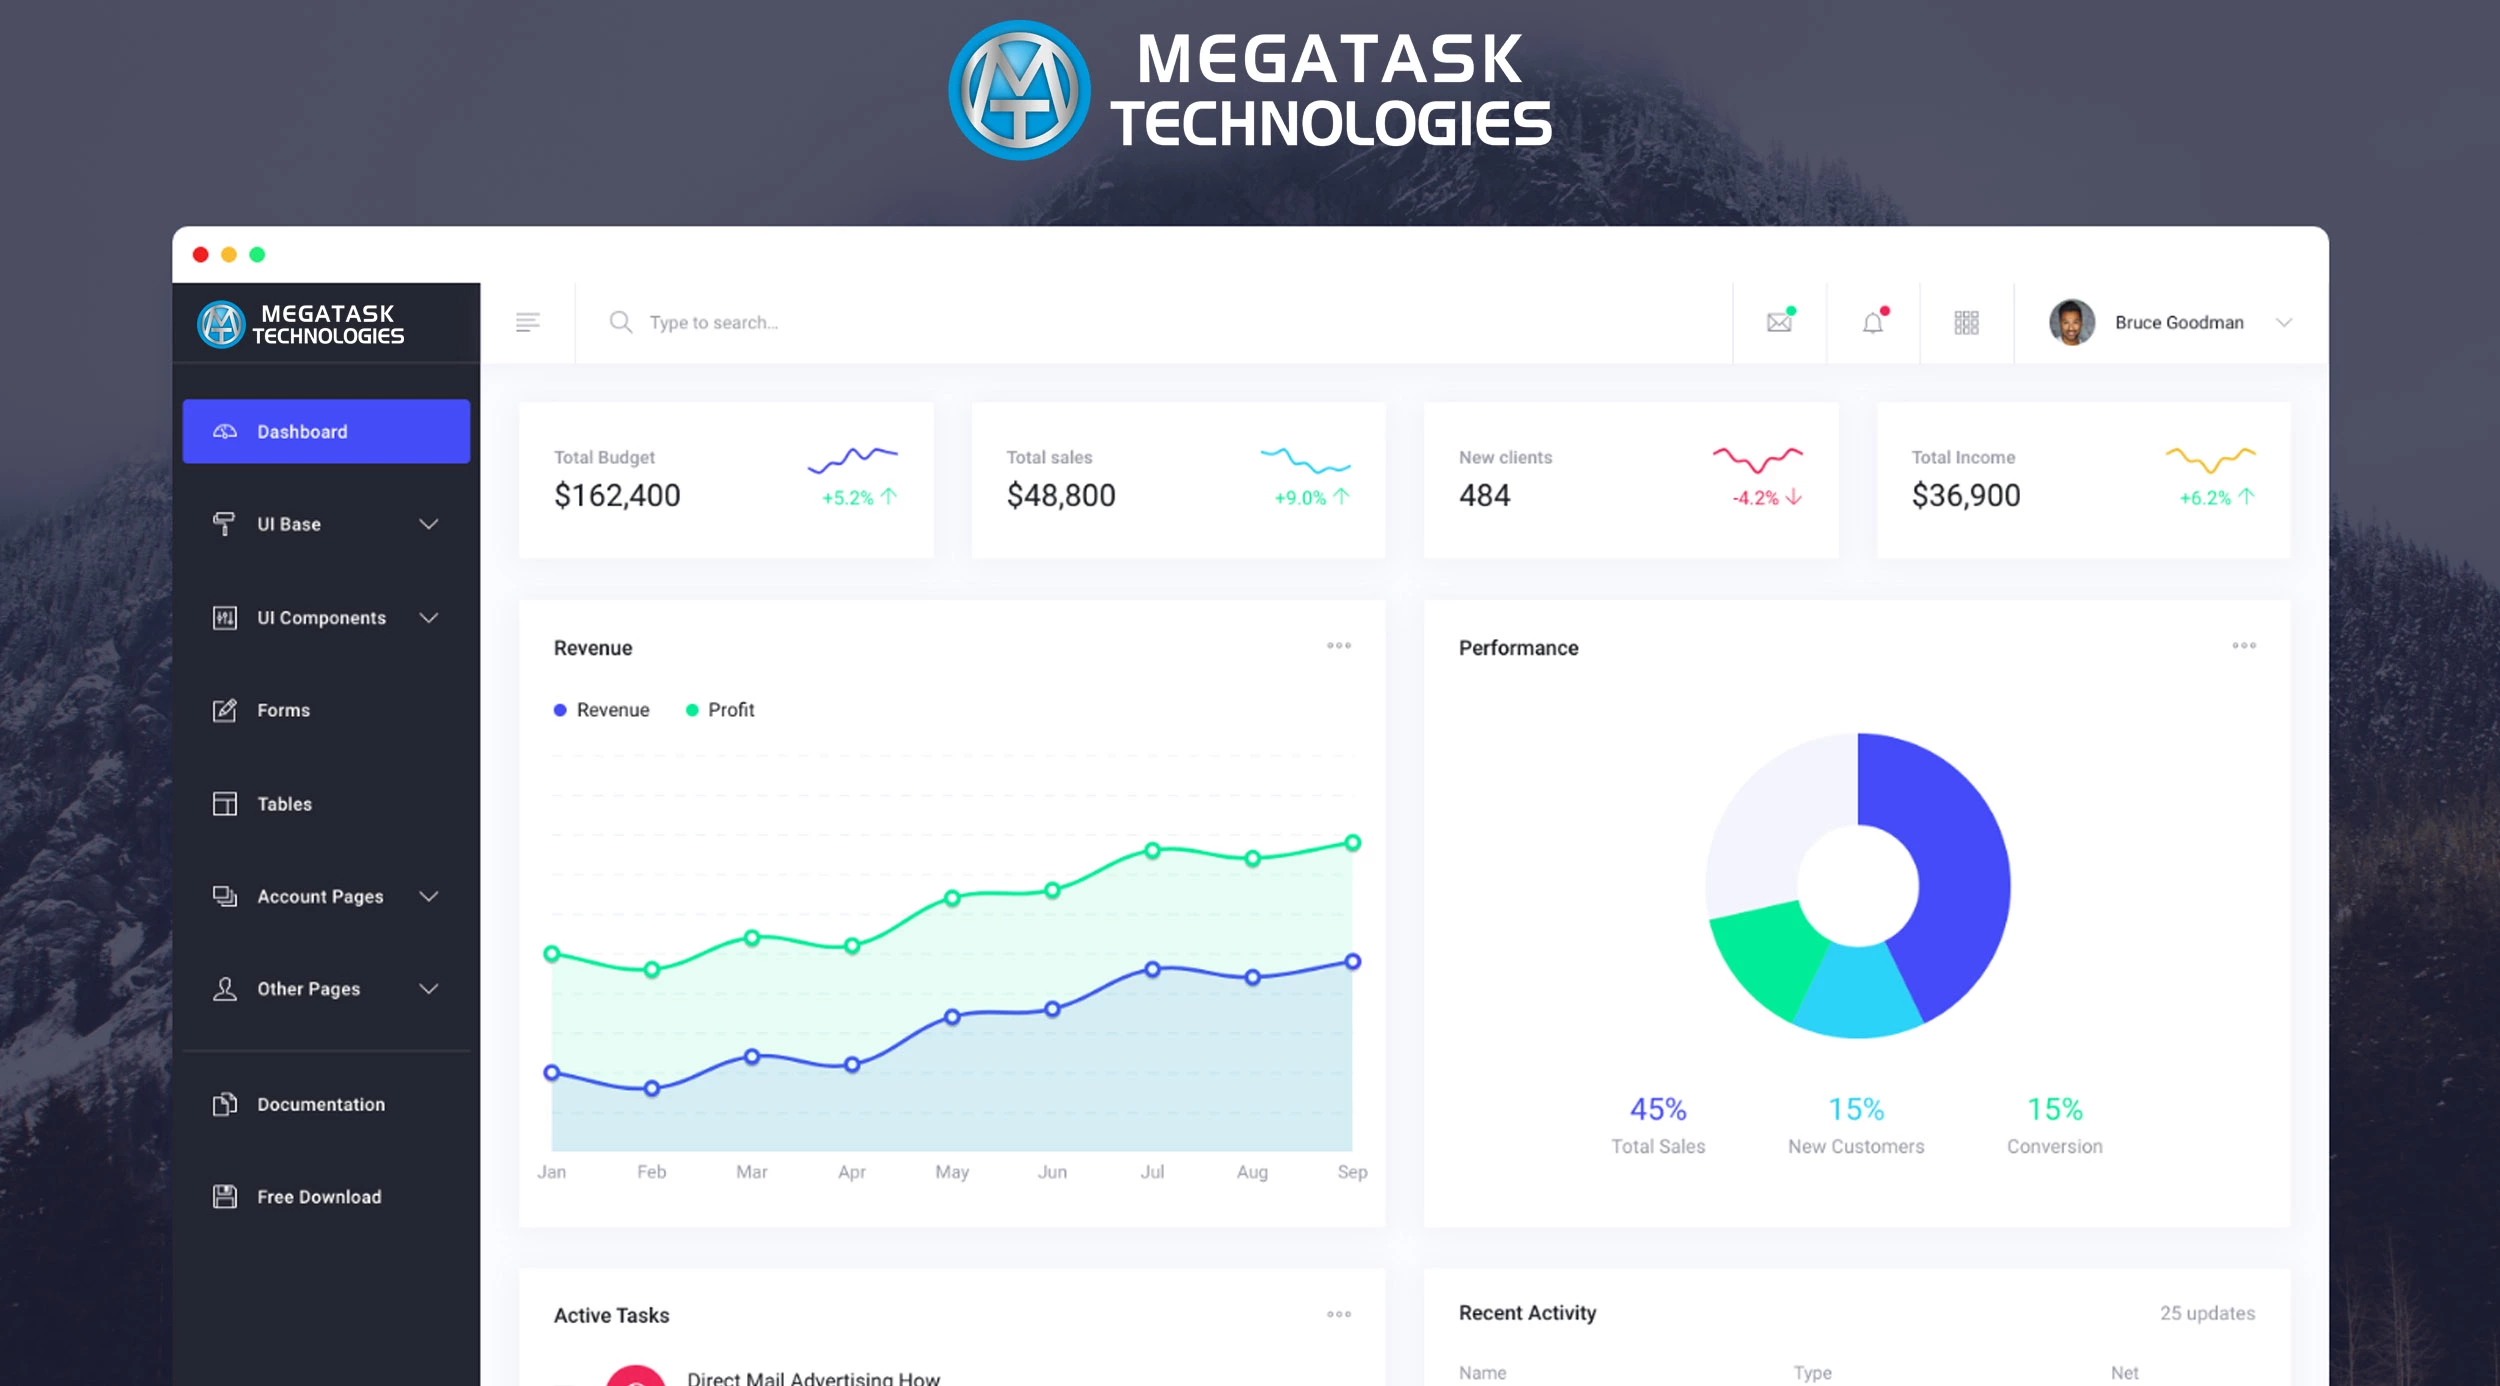 MEGATASK
TECHNOLOGIES
MEGATASK
TECHNOLOGIES
Type to search...
Bruce Goodman
Dashboard
UI Base
UI Components
Forms
Tables
Account Pages
Other Pages
Documentation
Free Download
Total Budget
$162,400
+5.2%
Total sales
$48,800
+9.0%
New clients
484
-4.2%
Total Income
$36,900
+6.2%
Revenue
Revenue Profit
Jan Feb Mar Apr May Jun Jul Aug Sep
Performance
45% 15% 15%
Total Sales New Customers Conversion
Active Tasks
Direct Mail Advertising How
Recent Activity 25 updates
Name Type Net